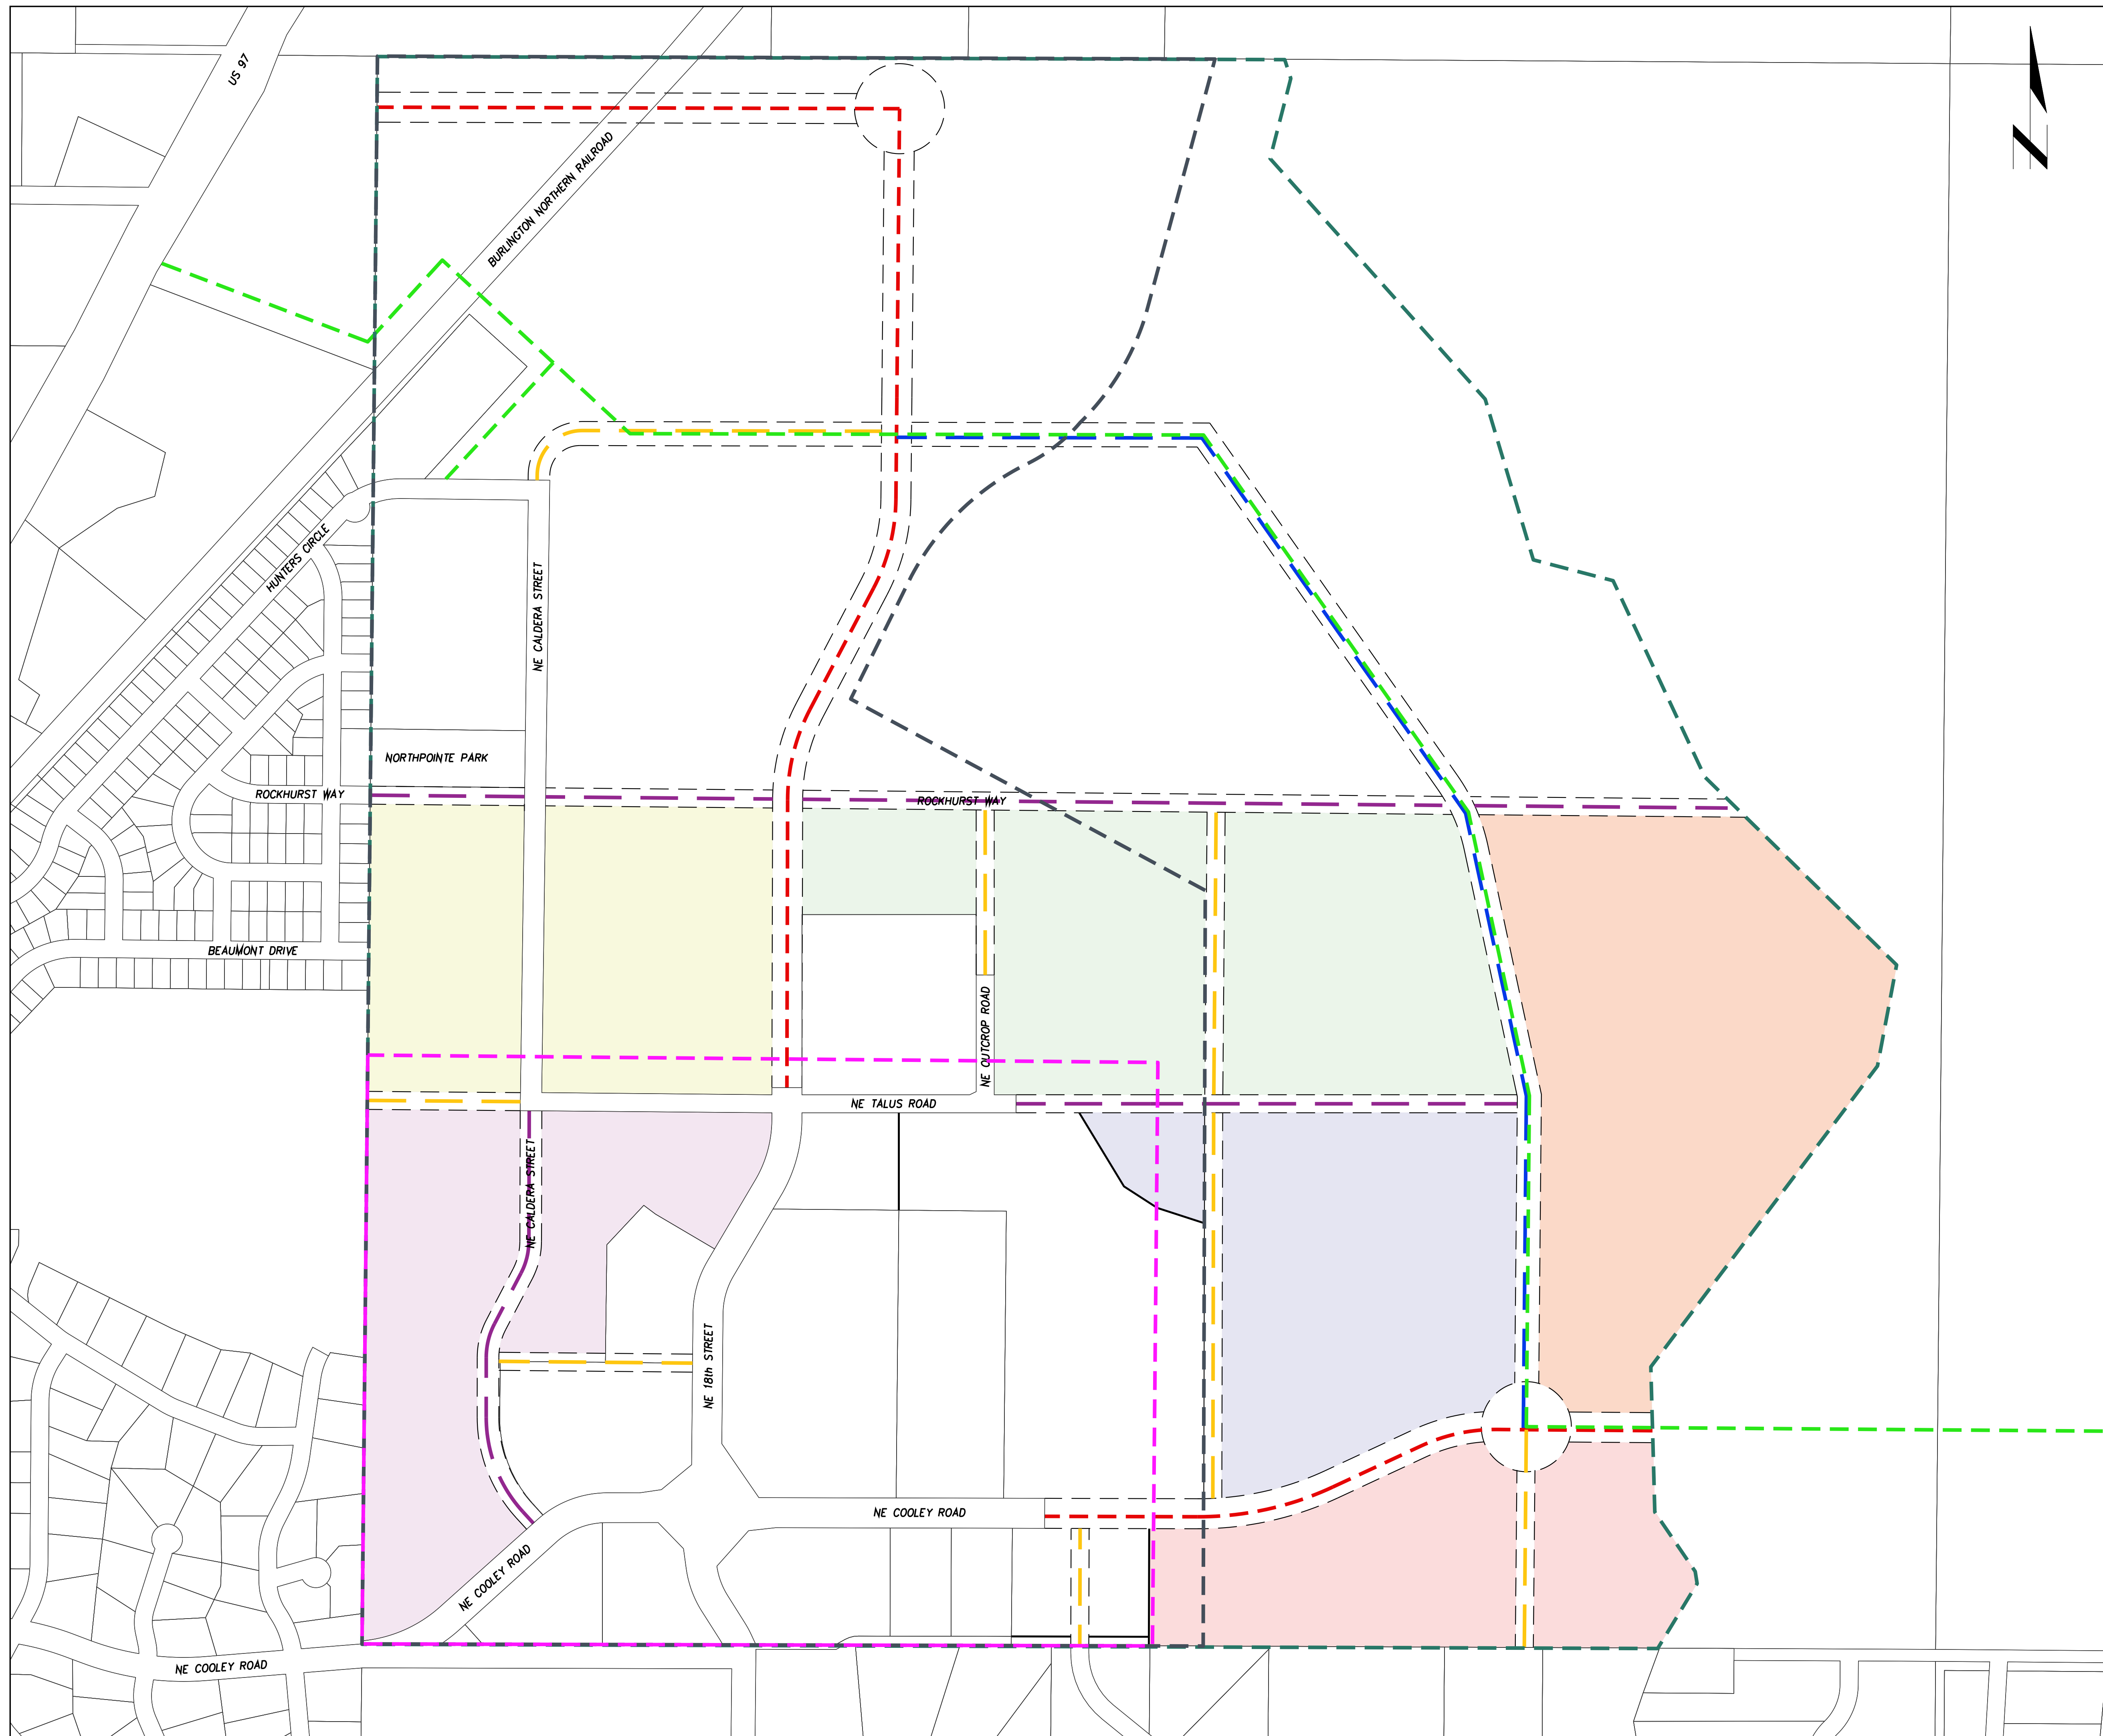 US 97
BURLINGTON NORTHERN RAILROAD
HUNTERS CIRCLE
NE CALDERA STREET
NORTHPOINTE PARK
ROCKHURST WAY
ROCKHURST WAY
BEAUMONT DRIVE
NE OUTCROP ROAD
NE TALUS ROAD
NE CALDERA STREET
NE 18th STREET
NE COOLEY ROAD
NE COOLEY ROAD
NE COOLEY ROAD
N